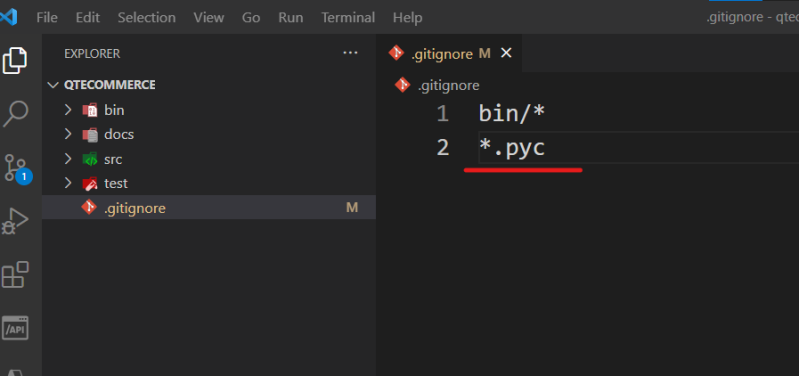 File Edit Selection View Go Run Terminal Help .gitignore - qtec
EXPLORER ···
QTECOMMERCE
bin
docs
src
test
.gitignore M
.gitignore M
.gitignore
1 bin/*
2 *.pyc
1
/API